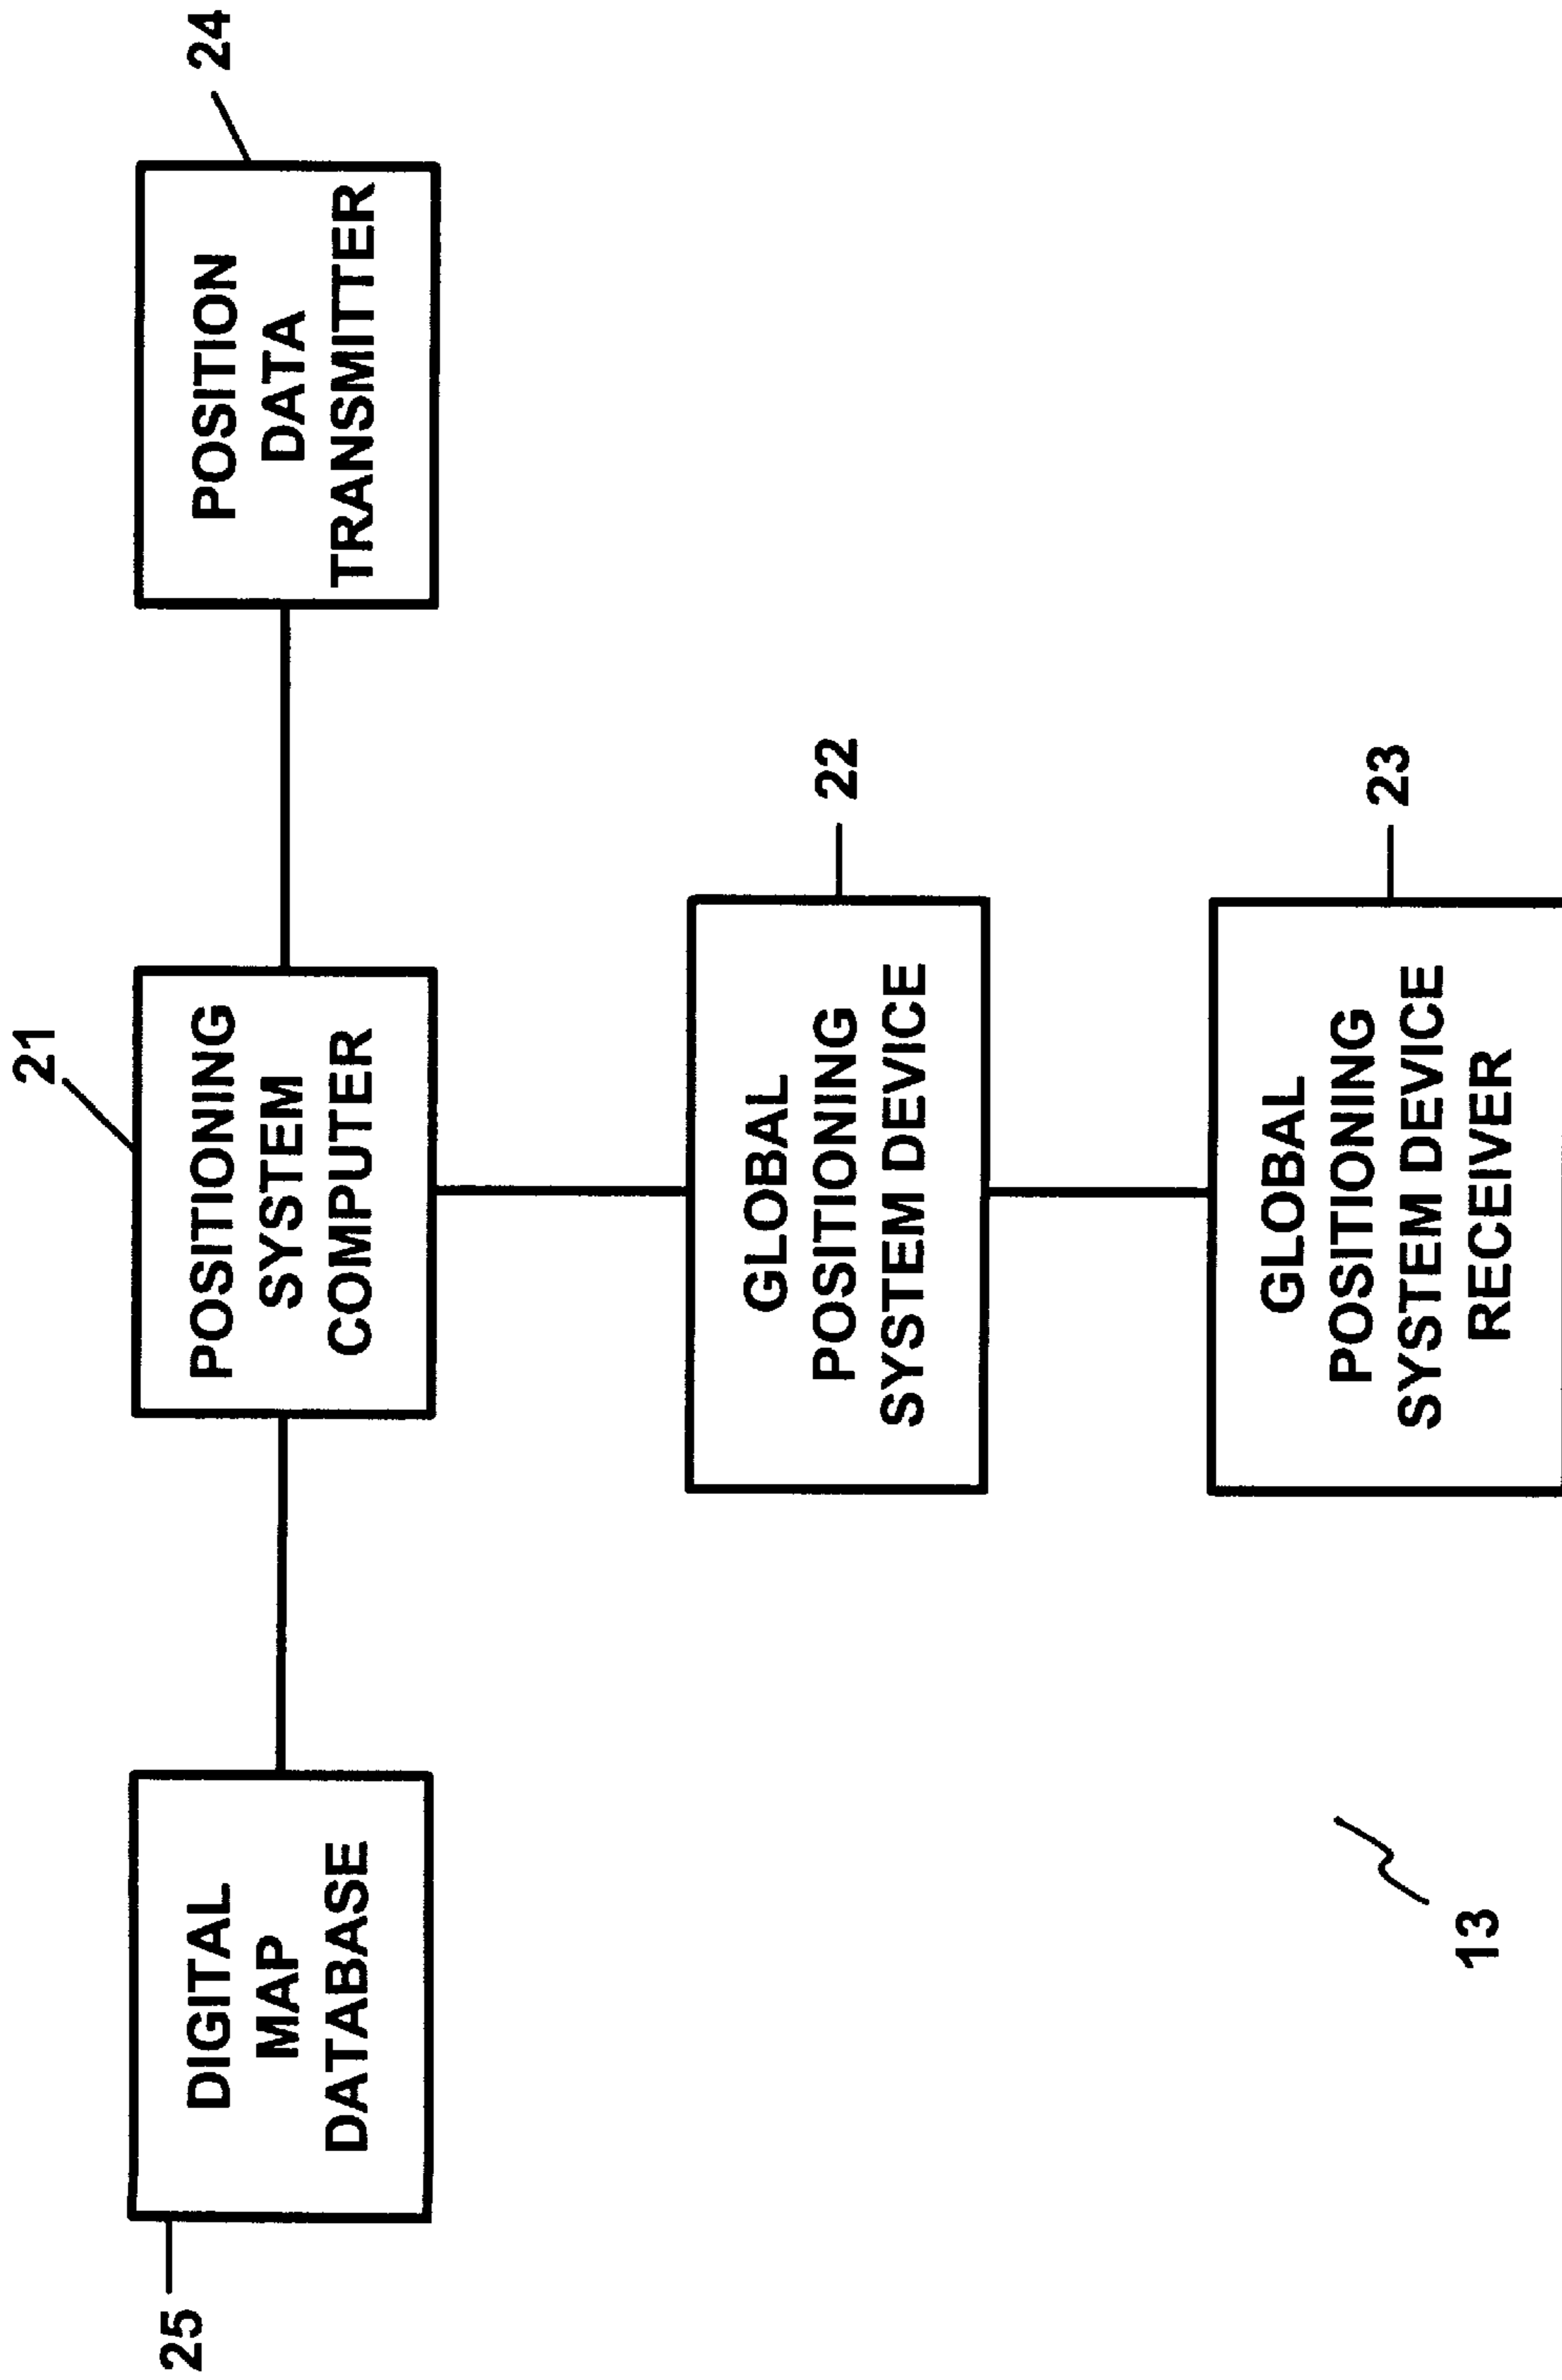 21
24
25
DIGITAL
MAP
DATABASE
POSITIONING
SYSTEM
COMPUTER
POSITION
DATA
TRANSMITTER
GLOBAL
POSITIONING
SYSTEM DEVICE
22
GLOBAL
POSITIONING
SYSTEM DEVICE
RECEIVER
23
13